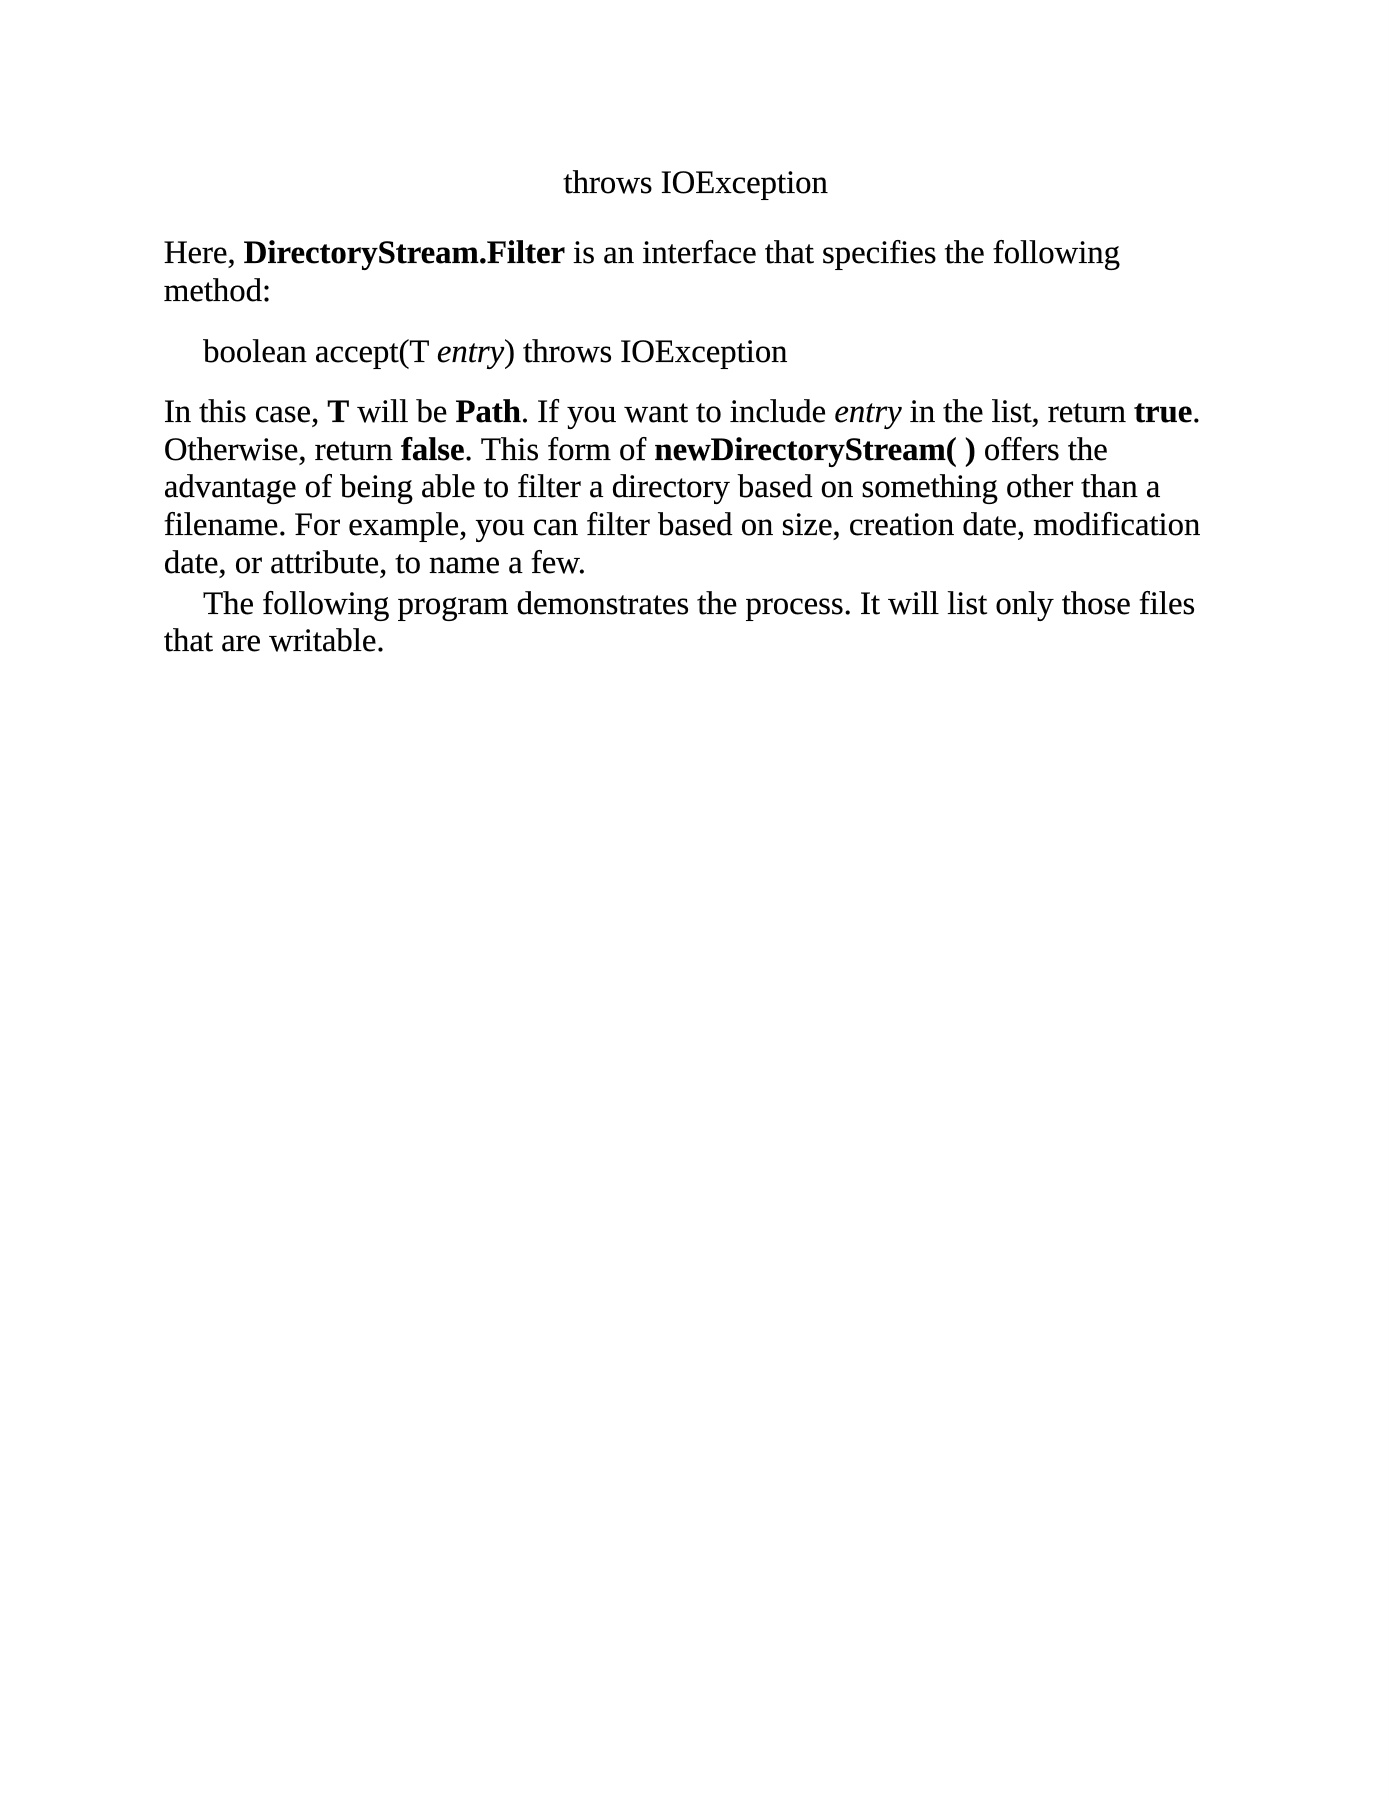 throws IOException
Here, DirectoryStream.Filter is an interface that specifies the following
method:
boolean accept(T entry) throws IOException
In this case, T will be Path. If you want to include entry in the list, return true.
Otherwise, return false. This form of newDirectoryStream( ) offers the
advantage of being able to filter a directory based on something other than a
filename. For example, you can filter based on size, creation date, modification
date, or attribute, to name a few.
The following program demonstrates the process. It will list only those files
that are writable.